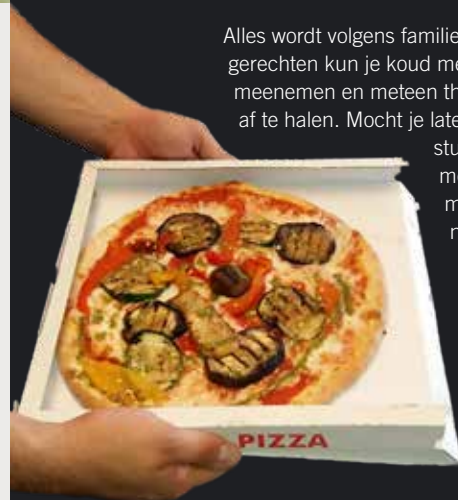 Alles wordt volgens familie
gerechten kun je koud me
meenemen en meteen th
af te halen. Mocht je late
stu
me
m
n
PIZZA